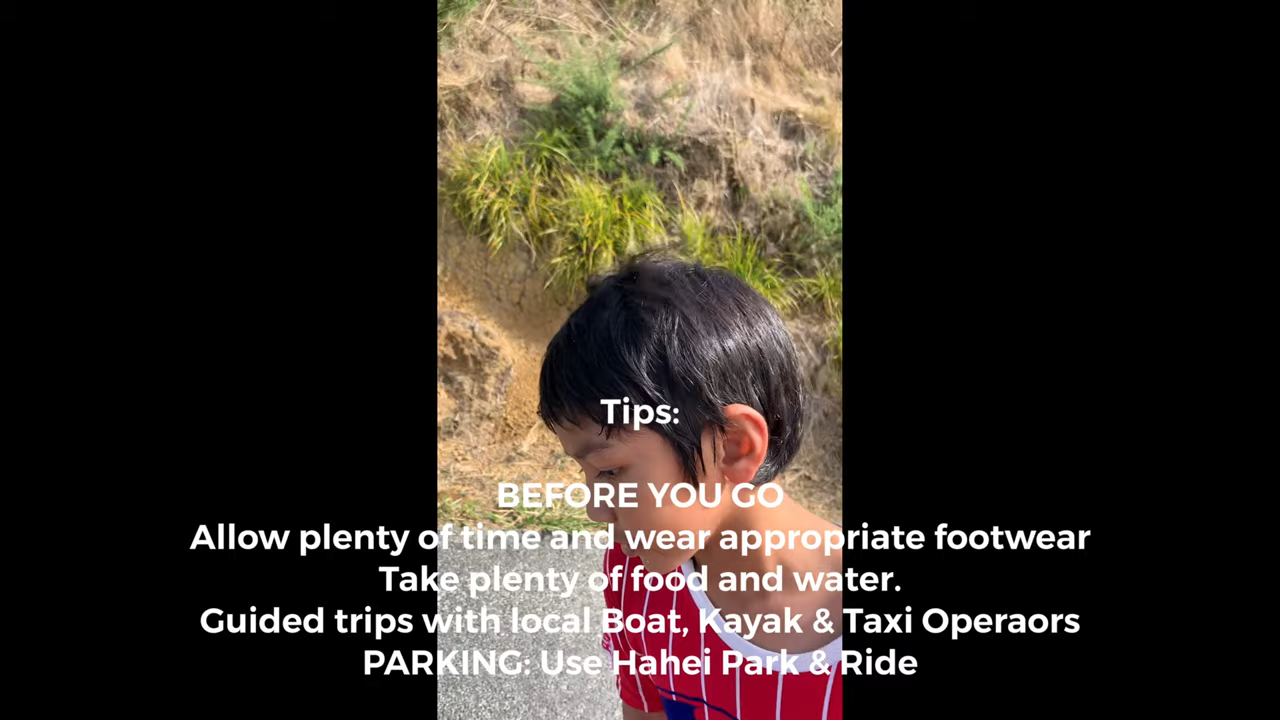 Tips:
BEFORE YOU GO
Allow plenty of time and wear appropriate footwear
Take plenty of food and water.
Guided trips with local Boat, Kayak & Taxi Operaors
PARKING: Use Hahei Park & Ride